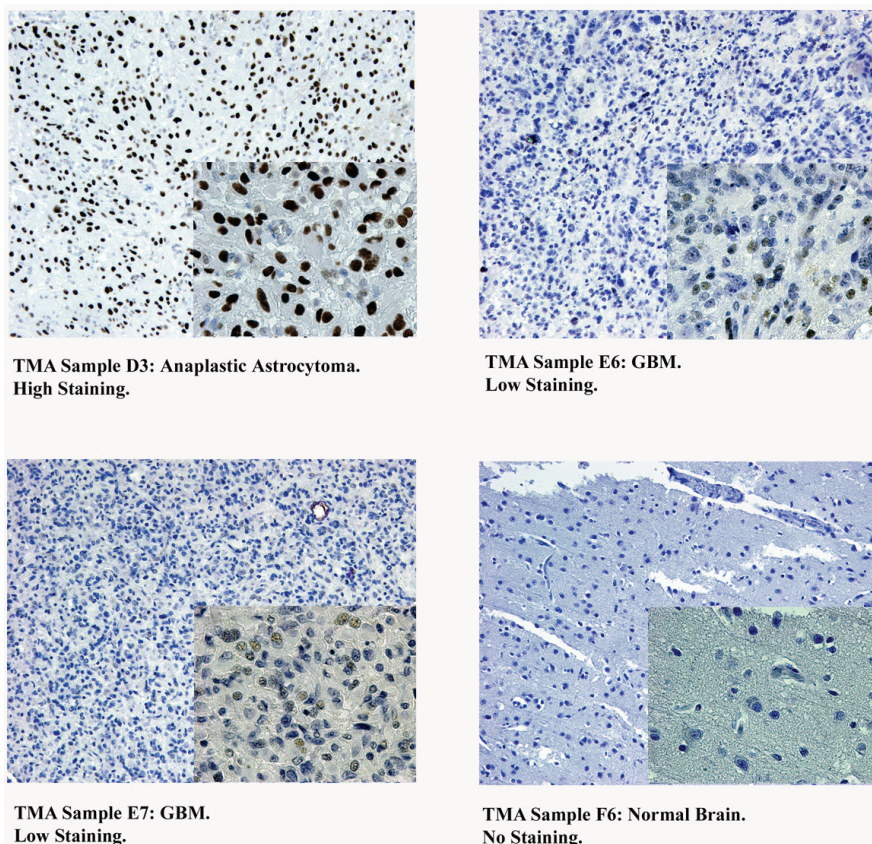 TMA Sample D3: Anaplastic Astrocytoma.
High Staining.
TMA Sample E6: GBM.
Low Staining.
TMA Sample E7: GBM.
Low Staining.
TMA Sample F6: Normal Brain.
No Staining.